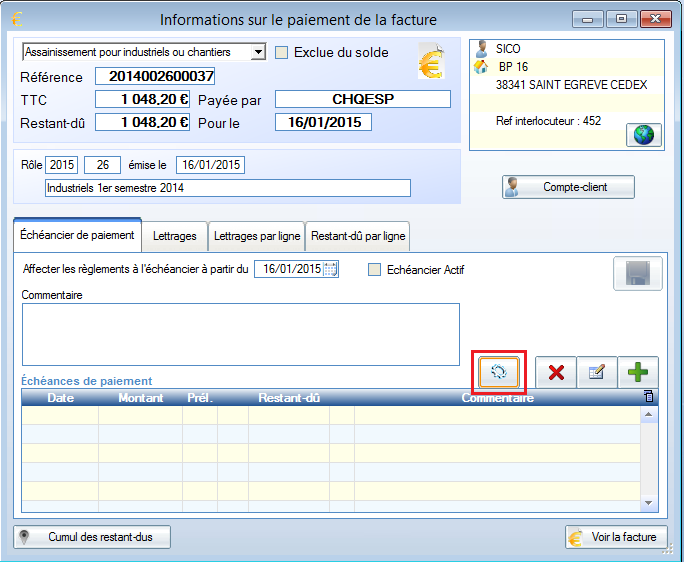 Informations sur le paiement de la facture
Assainissement pour industriels ou chantiers
Exclue du solde
Référence 2014002600037
TTC 1 048,20 € Payée par CHQESP
Restant-dû 1 048,20 € Pour le 16/01/2015
SICO
BP 16
38341 SAINT EGREVE CEDEX
Ref interlocuteur : 452
Rôle 2015 26 émise le 16/01/2015
Industriels 1er semestre 2014
Compte-client
Échéancier de paiement Lettrages Lettrages par ligne Restant-dû par ligne
Affecter les règlements à l'échéancier à partir du 16/01/2015 Echéancier Actif
Commentaire
Échéances de paiement
Date Montant Prél. Restant-dû Commentaire
Cumul des restant-dus
Voir la facture